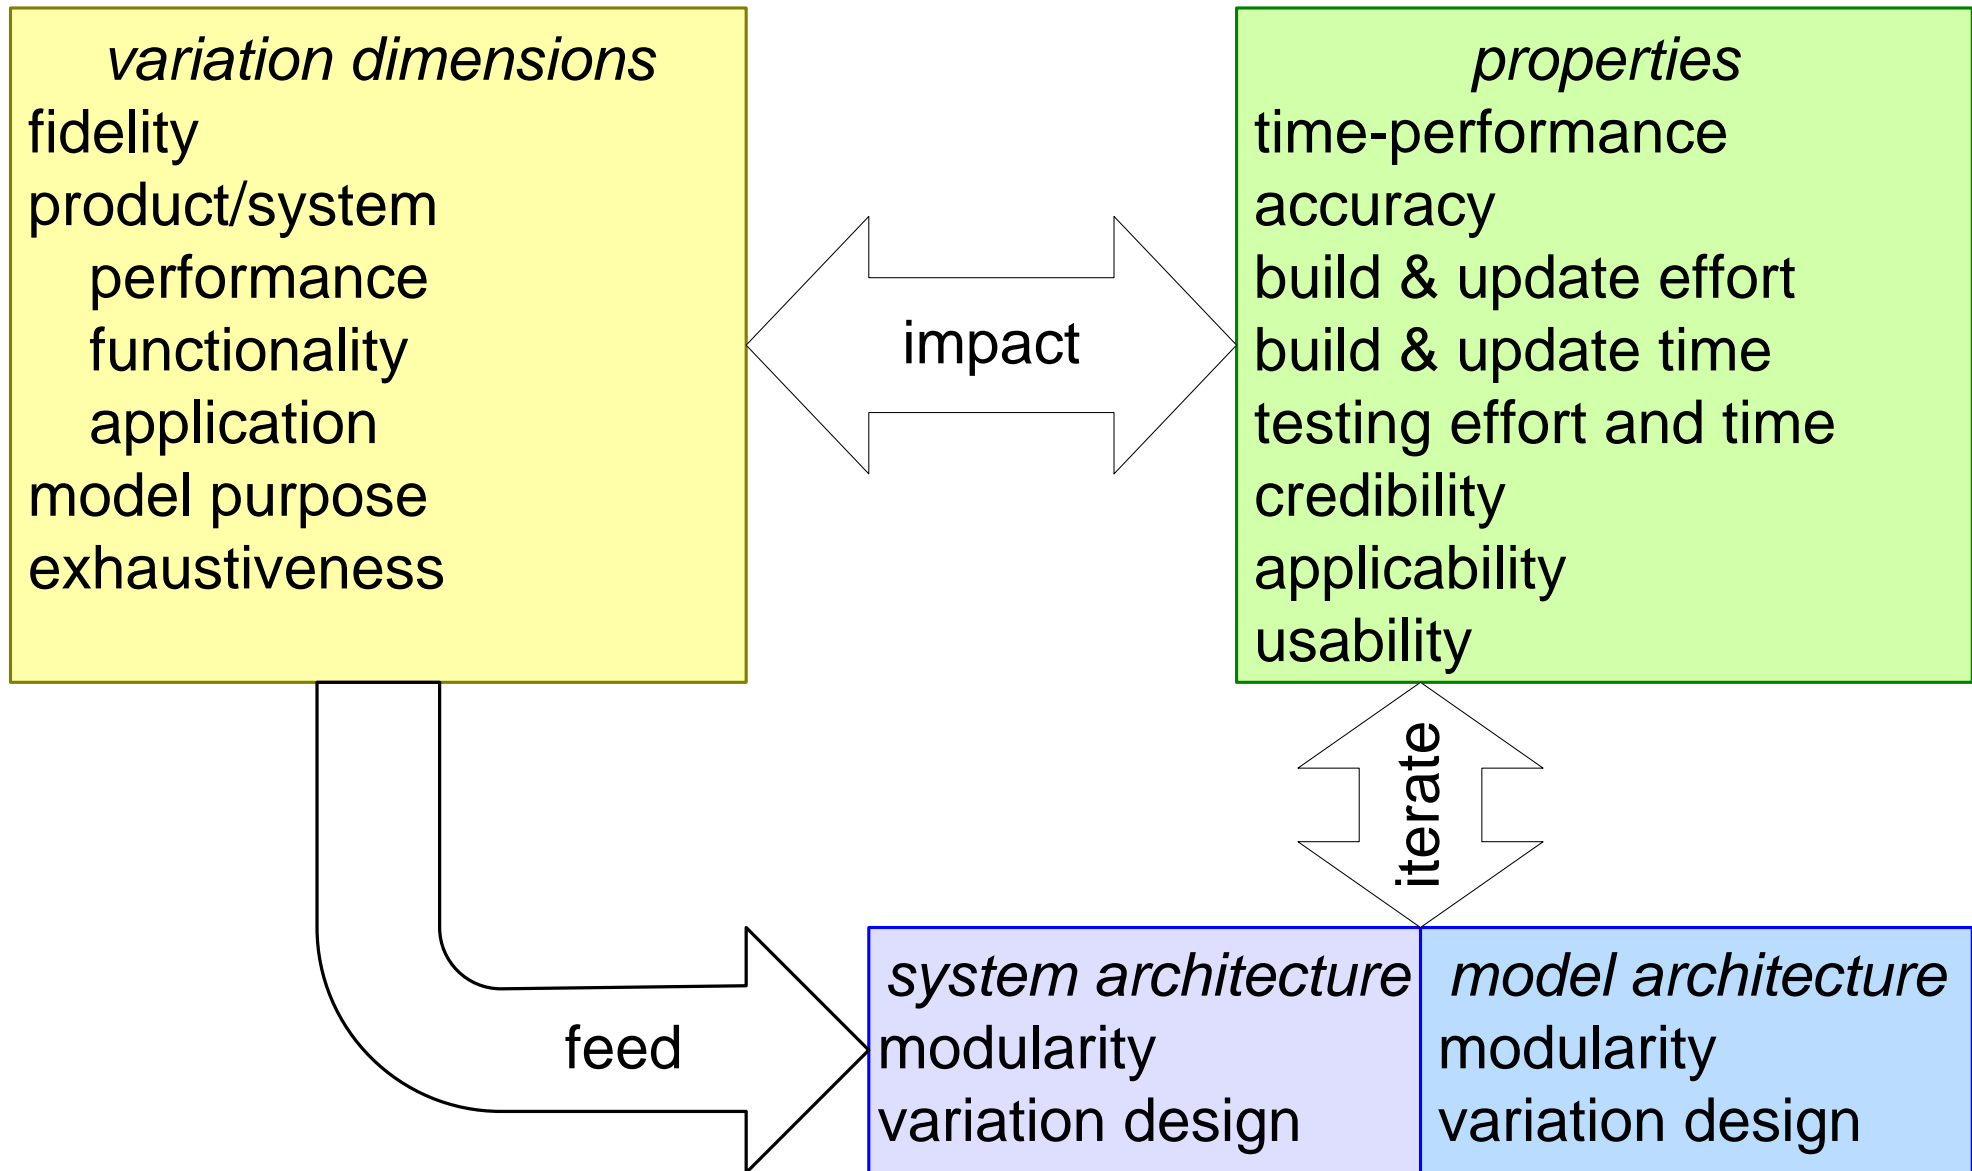 variation dimensions
fidelity
product/system
performance
functionality
application
model purpose
exhaustiveness
impact
properties
time-performance
accuracy
build & update effort
build & update time
testing effort and time
credibility
applicability
usability
iterate
feed
system architecture
modularity
variation design
model architecture
modularity
variation design